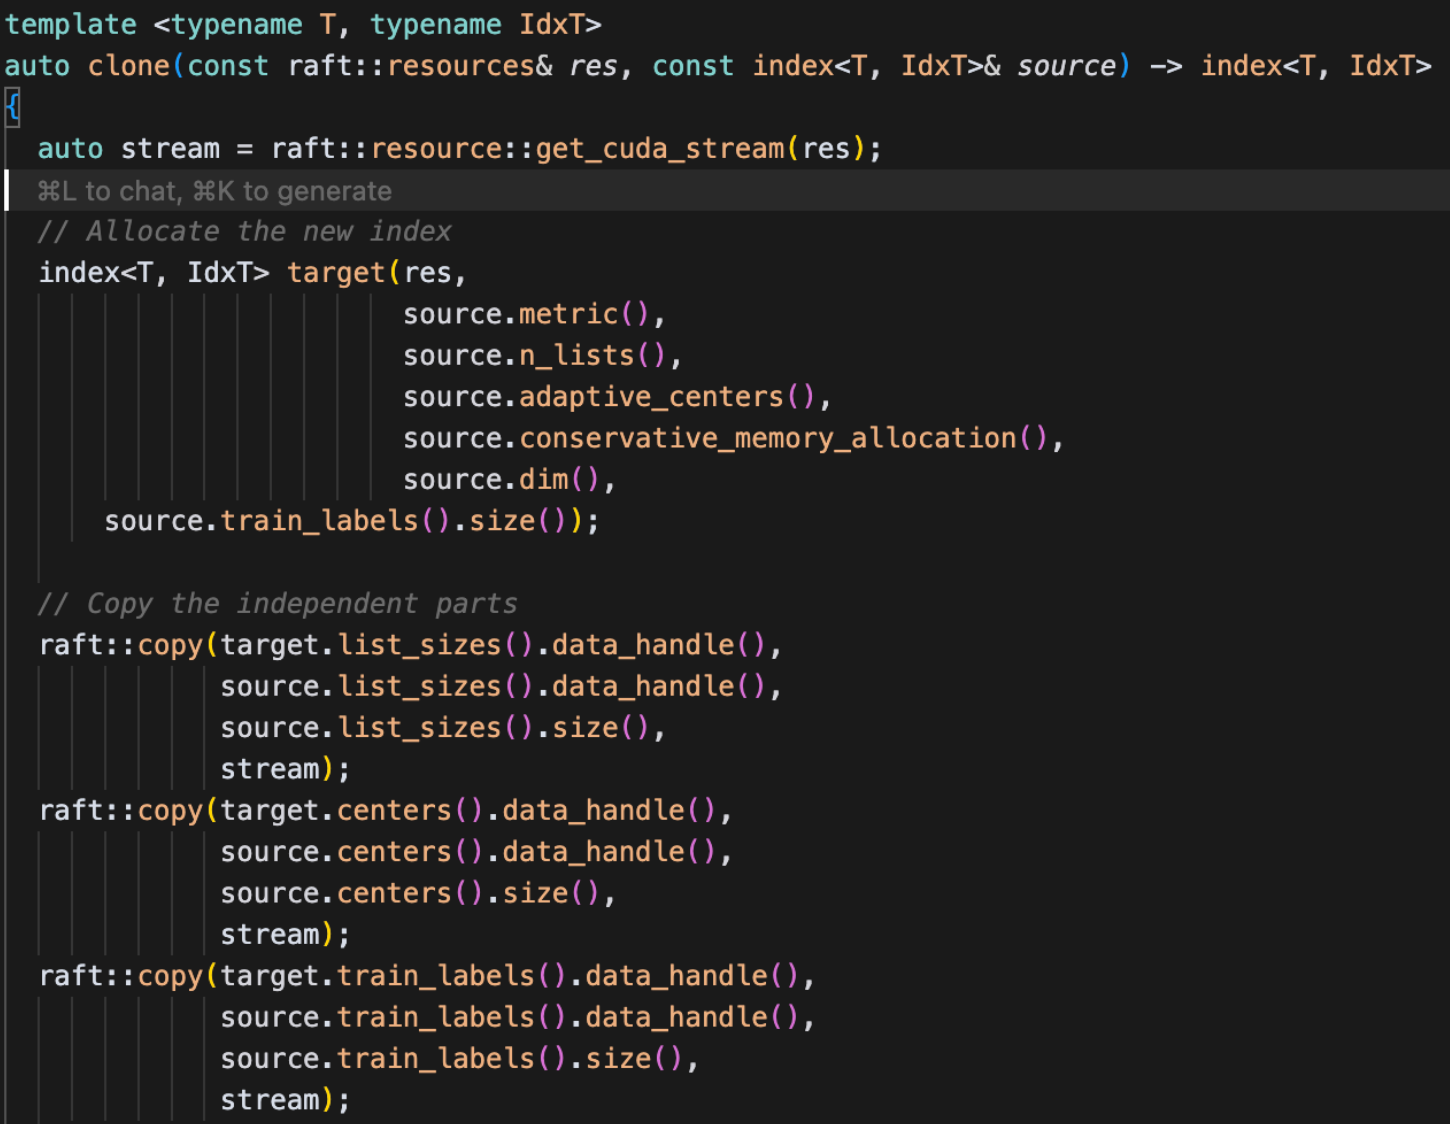 template <typename T, typename IdxT>
auto clone(const raft::resources& res, const index<T, IdxT>& source) -> index<T, IdxT>
{
  auto stream = raft::resource::get_cuda_stream(res);
  ⌘L to chat, ⌘K to generate
  // Allocate the new index
  index<T, IdxT> target(res,
                        source.metric(),
                        source.n_lists(),
                        source.adaptive_centers(),
                        source.conservative_memory_allocation(),
                        source.dim(),
      source.train_labels().size());

  // Copy the independent parts
  raft::copy(target.list_sizes().data_handle(),
             source.list_sizes().data_handle(),
             source.list_sizes().size(),
             stream);
  raft::copy(target.centers().data_handle(),
             source.centers().data_handle(),
             source.centers().size(),
             stream);
  raft::copy(target.train_labels().data_handle(),
             source.train_labels().data_handle(),
             source.train_labels().size(),
             stream);